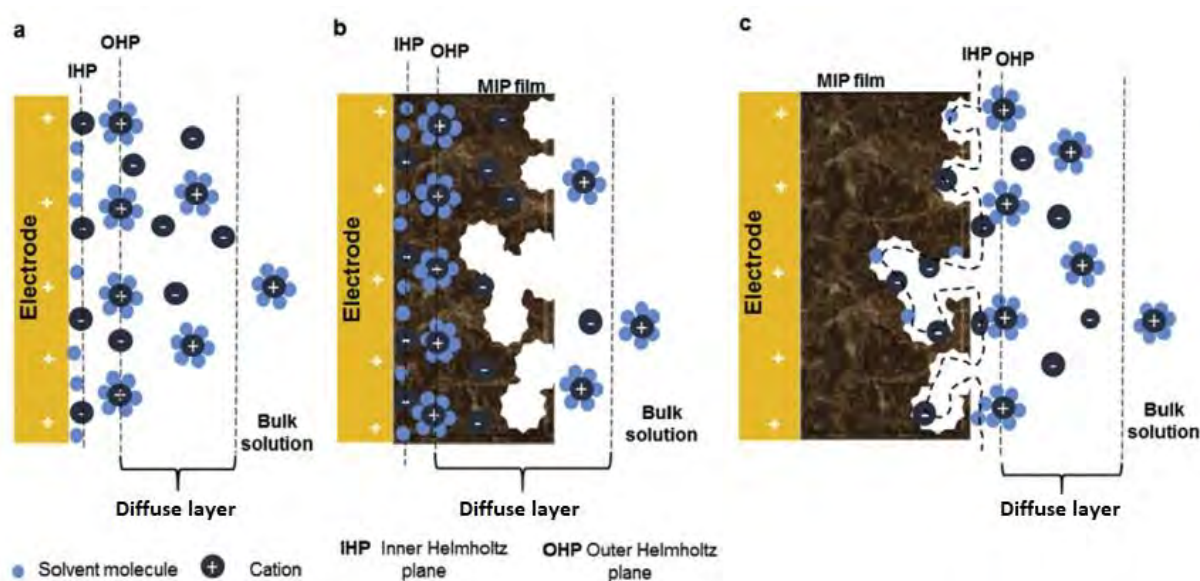 a
OHP
IHP
Electrode
Bulk
solution
Diffuse layer
b
IHP
OHP
MIP film
Electrode
Bulk
solution
Diffuse layer
c
IHP
OHP
MIP film
Electrode
Bulk
solution
Diffuse layer
Solvent molecule
+ Cation
IHP Inner Helmholtz
plane
OHP Outer Helmholtz
plane